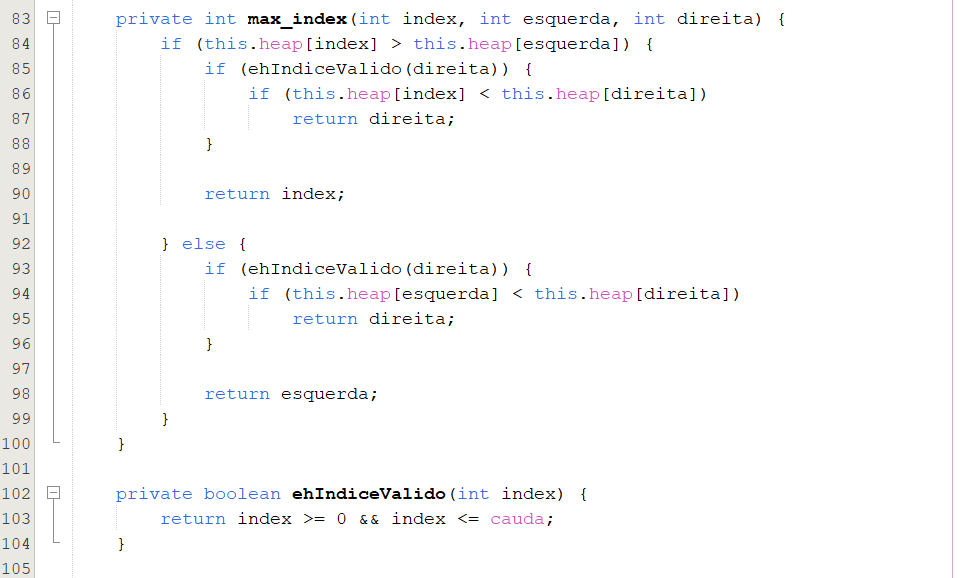 83 private int max_index(int index, int esquerda, int direita) {
84 if (this.heap[index] > this.heap[esquerda]) {
85 if (ehIndiceValido(direita)) {
86 if (this.heap[index] < this.heap[direita])
87 return direita;
88 }
89
90 return index;
91
92 } else {
93 if (ehIndiceValido(direita)) {
94 if (this.heap[esquerda] < this.heap[direita])
95 return direita;
96 }
97
98 return esquerda;
99 }
100 }
101
102 private boolean ehIndiceValido(int index) {
103 return index >= 0 && index <= cauda;
104 }
105